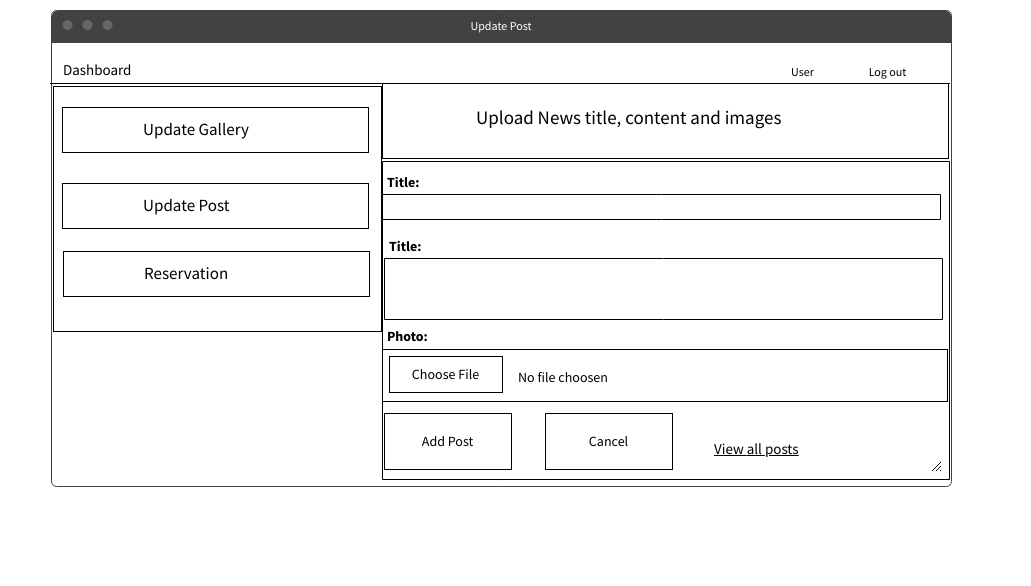 Update Post
Dashboard
User
Log out
Update Gallery
Update Post
Reservation
Upload News title, content and images
Title:
Title:
Photo:
Choose File
No file choosen
Add Post
Cancel
View all posts